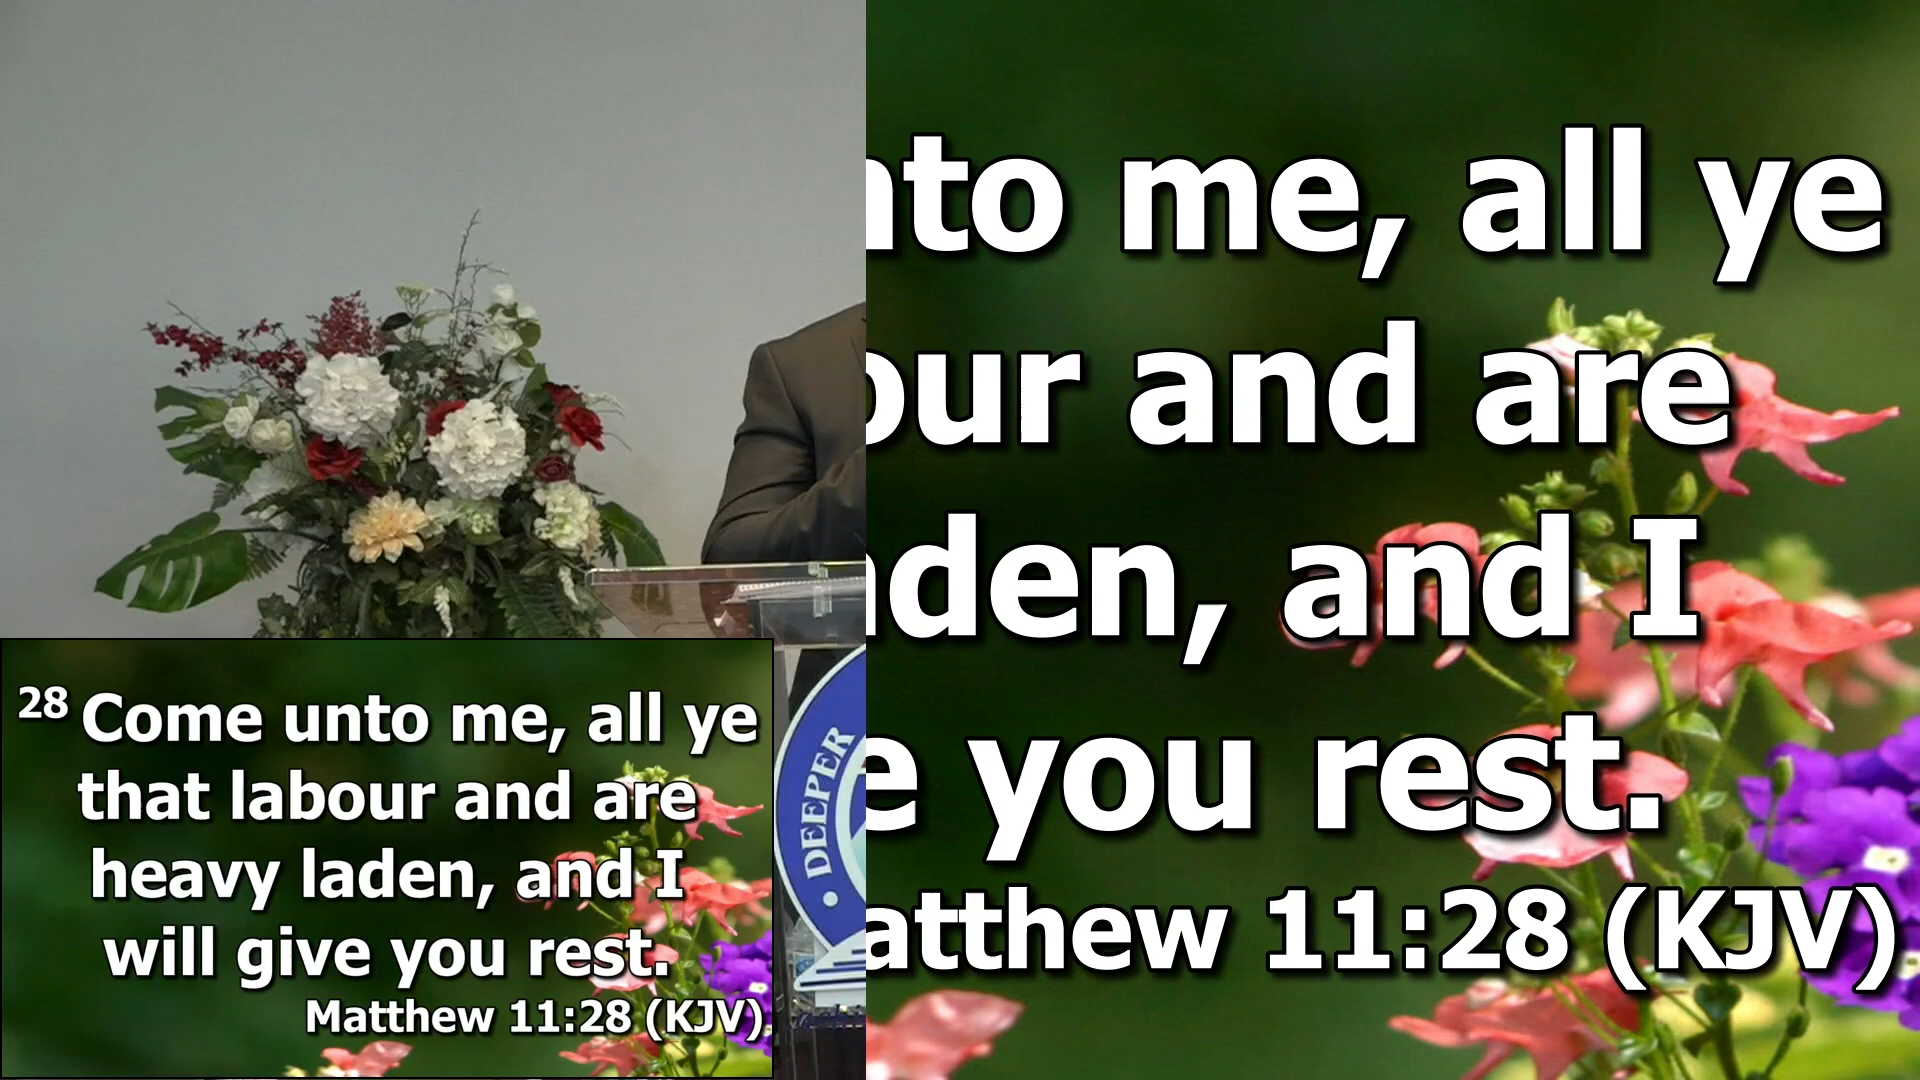 28 Come unto me, all ye
that labour and are
heavy laden, and I
will give you rest.
Matthew 11:28 (KJV)
• DEEPER
nto me, all ye
our and are
aden, and I
e you rest.
atthew 11:28 (KJV)